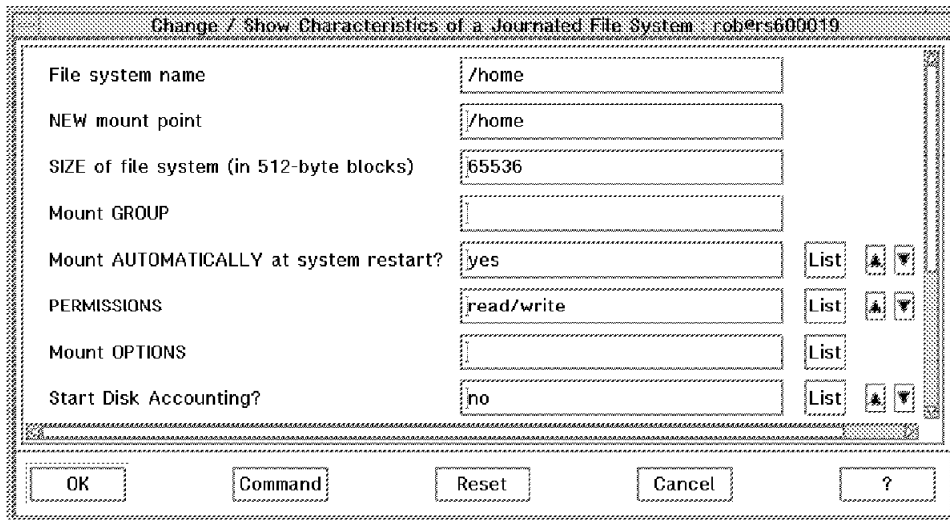 Change / Show Characteristics of a Journaled File System : rob@rs600019
File system name /home
NEW mount point /home
SIZE of file system (in 512-byte blocks) 65536
Mount GROUP
Mount AUTOMATICALLY at system restart? yes List
PERMISSIONS read/write List
Mount OPTIONS List
Start Disk Accounting? no List
OK Command Reset Cancel ?